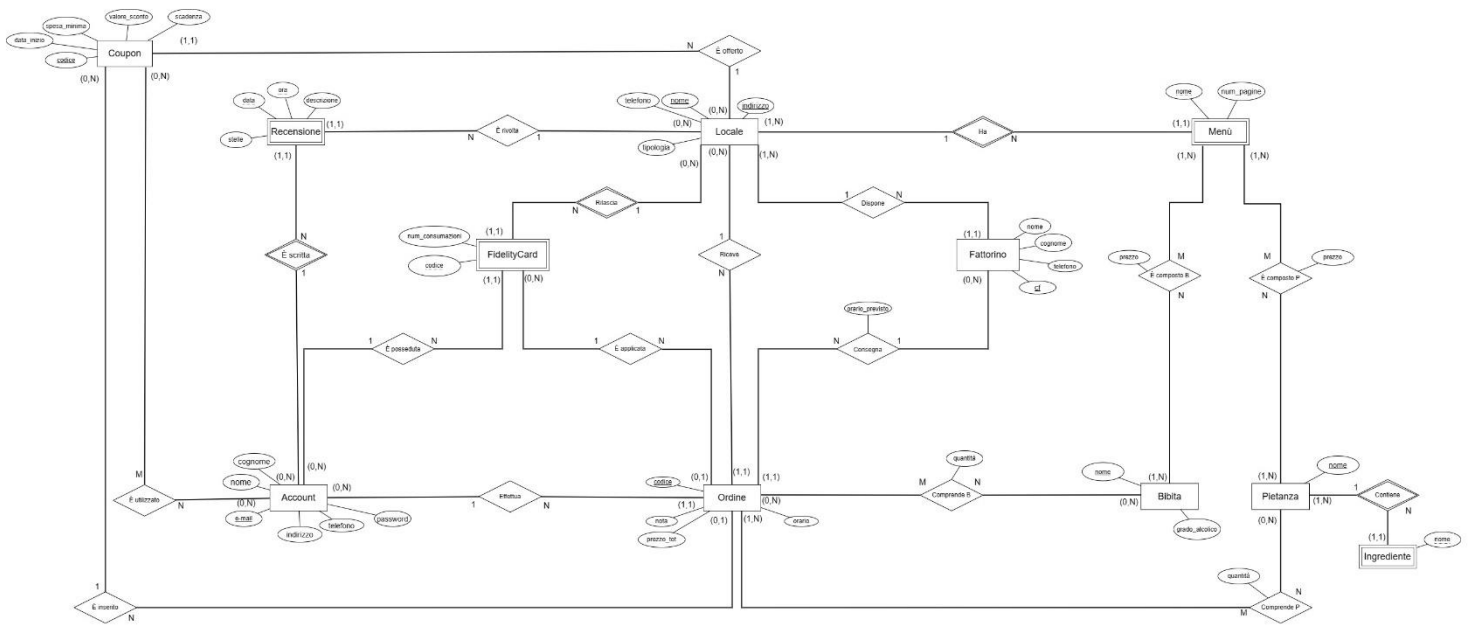 valore_sconto
scadenza
spesa_minima
data_inizio
codice
Coupon
(1,1)
N
È offerto
1
(0,N)
(0,N)
ora
data
descrizione
stelle
Recensione
(1,1)
N
È rivolta
1
telefono
nome
indirizzo
(0,N)
(0,N)
(1,N)
Locale
tipologia
1
Ha
N
nome
num_pagine
(1,1)
Menù
(1,1)
(0,N)
(0,N)
(1,N)
(1,N)
(1,N)
N
Rilascia
1
1
Dispone
N
N
È scritta
1
num_consumazioni
codice
(1,1)
FidelityCard
(1,1)
(0,N)
1
Riceve
N
nome
cognome
telefono
cf
(1,1)
Fattorino
(0,N)
prezzo
M
È composto B
N
M
È composto P
N
prezzo
orario_previsto
1
È posseduta
N
1
È applicata
N
N
Consegna
1
cognome
nome
(0,N)
(0,N)
(0,N)
(0,N)
Account
e-mail
indirizzo
telefono
password
M
È utilizzato
N
1
Effettua
N
(0,1)
(1,1)
(1,1)
codice
(1,1)
Ordine
(0,N)
nota
prezzo_tot
orario
(0,1)
(1,N)
quantità
M
Comprende B
N
nome
(1,N)
(0,N)
Bibita
grado_alcolico
(1,N)
nome
Pietanza
(1,N)
(0,N)
1
Contiene
N
(1,1)
Ingrediente
nome
1
È inserito
N
quantità
M
Comprende P
N